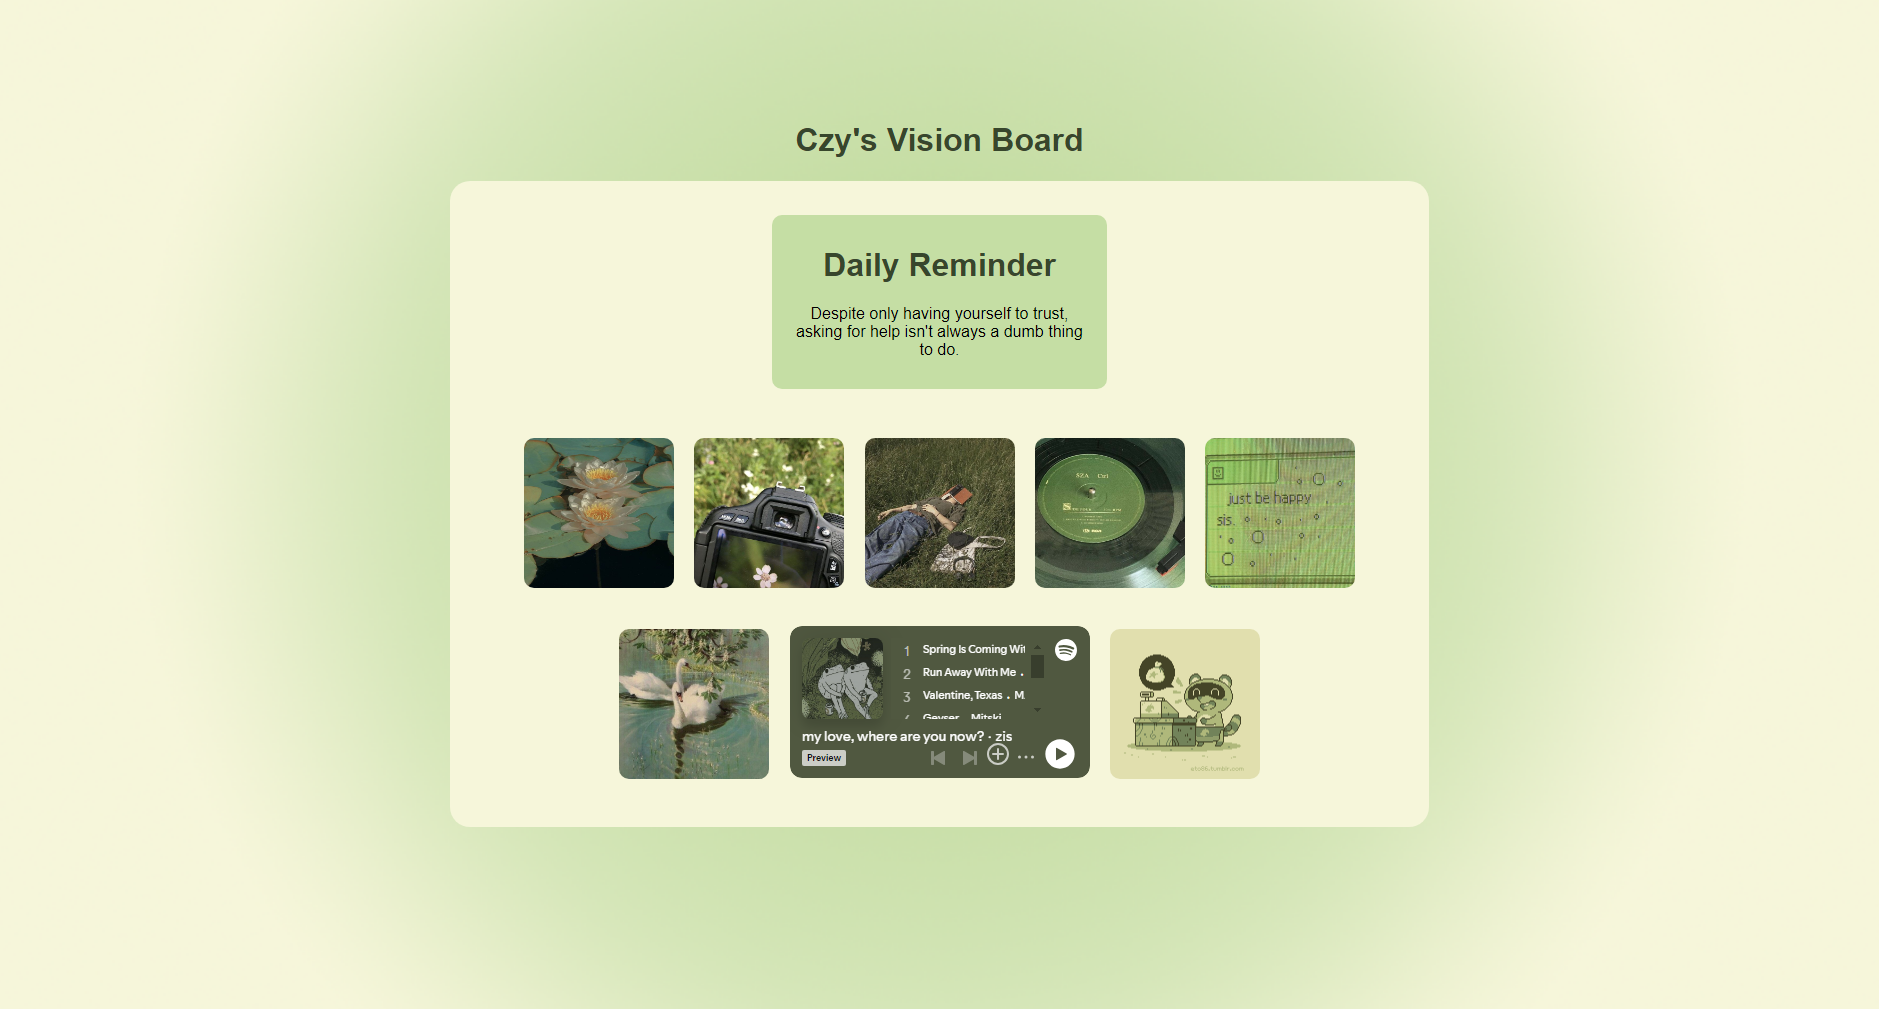 Czy's Vision Board
Daily Reminder
Despite only having yourself to trust,
asking for help isn't always a dumb thing
to do.
SZA Ctrl
just be happy
sis.
1 Spring Is Coming Wit
2 Run Away With Me .
3 Valentine, Texas . M
4 Geyser . Mitski
my love, where are you now? · zis
Preview